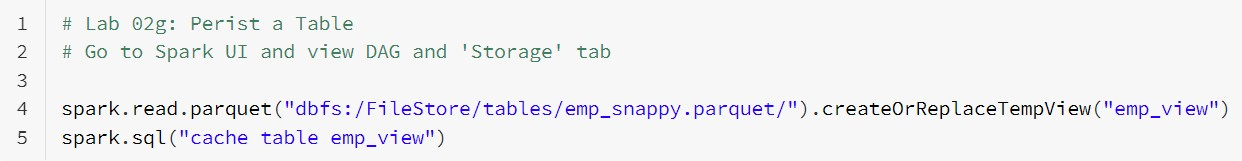 1 # Lab 02g: Perist a Table
2 # Go to Spark UI and view DAG and 'Storage' tab
3
4 spark.read.parquet("dbfs:/FileStore/tables/emp_snappy.parquet/").createOrReplaceTempView("emp_view")
5 spark.sql("cache table emp_view")